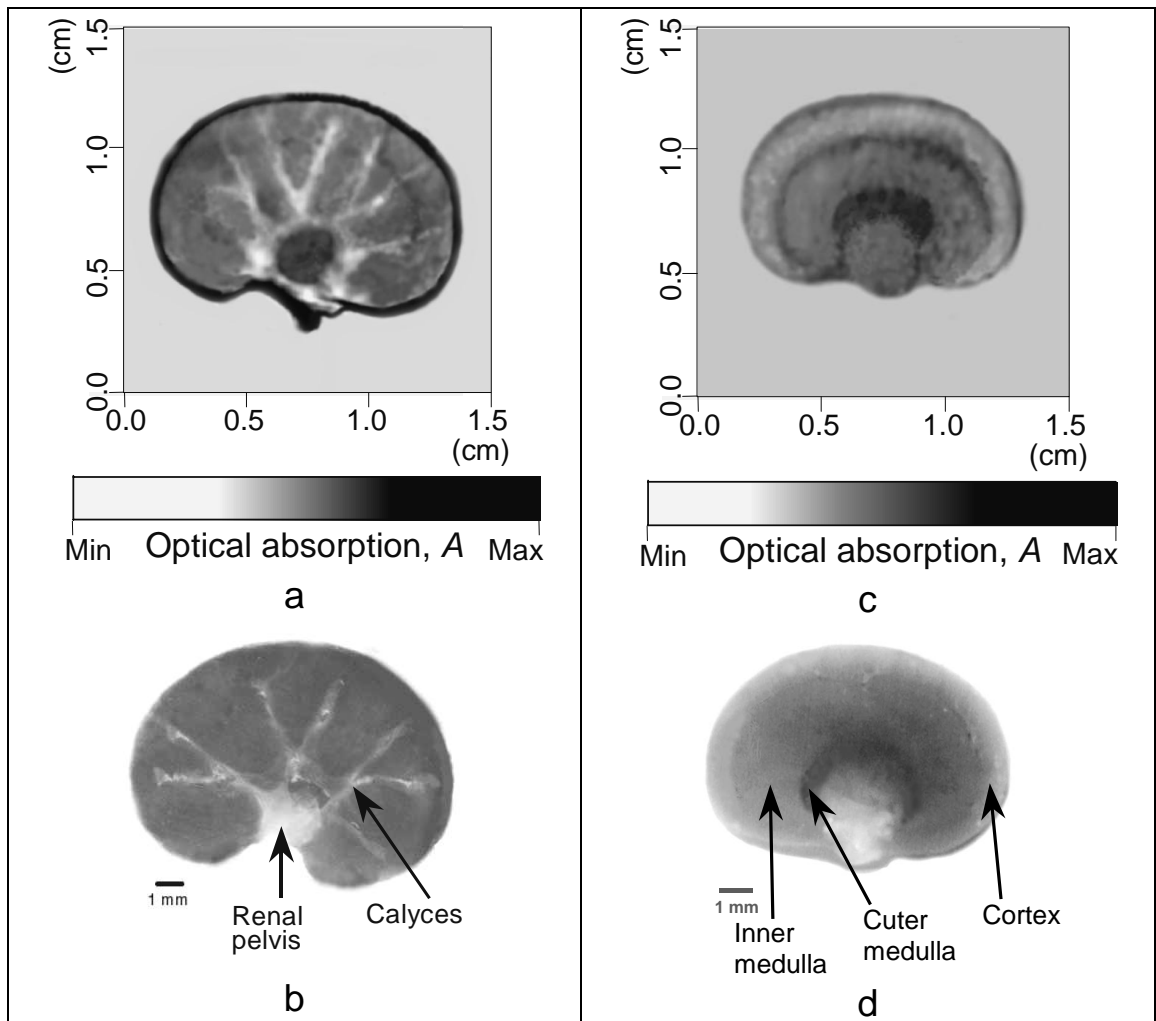 (cm)
1.5
1.0
0.5
0.0
0.0 0.5 1.0 1.5
(cm)
Min Optical absorption, A Max
a
1 mm
Renal
pelvis
Calyces
b
(cm)
1.5
1.0
0.5
0.0
0.0 0.5 1.0 1.5
(cm)
Min Optical absorption, A Max
c
1 mm
Inner
medulla
Cuter
medulla
Cortex
d